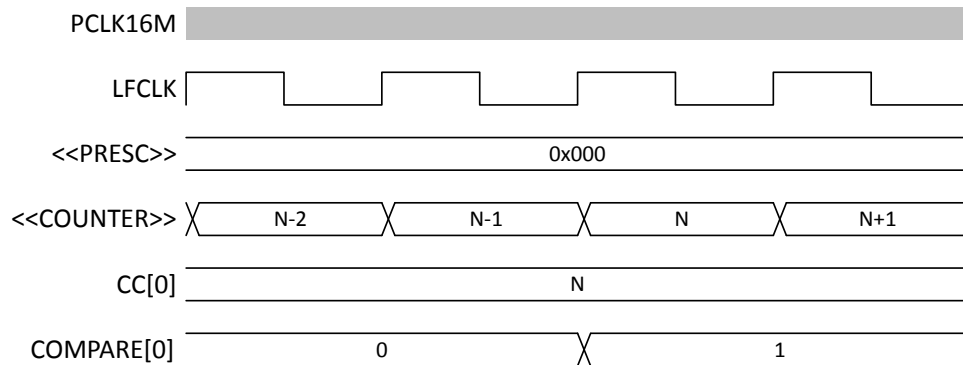 PCLK16M
LFCLK
<<PRESC>> 0x000
<<COUNTER>> N-2 N-1 N N+1
CC[0] N
COMPARE[0] 0 1